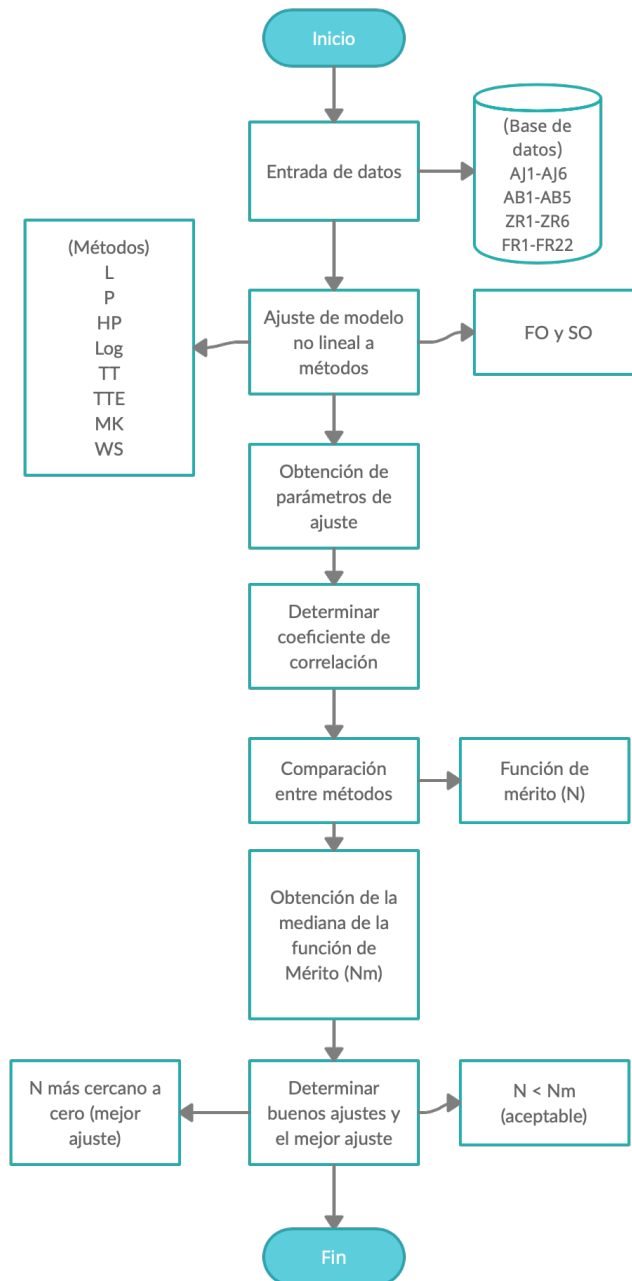 Inicio
Entrada de datos
(Base de
datos)
AJ1-AJ6
AB1-AB5
ZR1-ZR6
FR1-FR22
(Métodos)
L
P
HP
Log
TT
TTE
MK
WS
Ajuste de modelo
no lineal a
métodos
FO y SO
Obtención de
parámetros de
ajuste
Determinar
coeficiente de
correlación
Comparación
entre métodos
Función de
mérito (N)
Obtención de la
mediana de la
función de
Mérito (Nm)
N más cercano a
cero (mejor
ajuste)
Determinar
buenos ajustes y
el mejor ajuste
N < Nm
(aceptable)
Fin